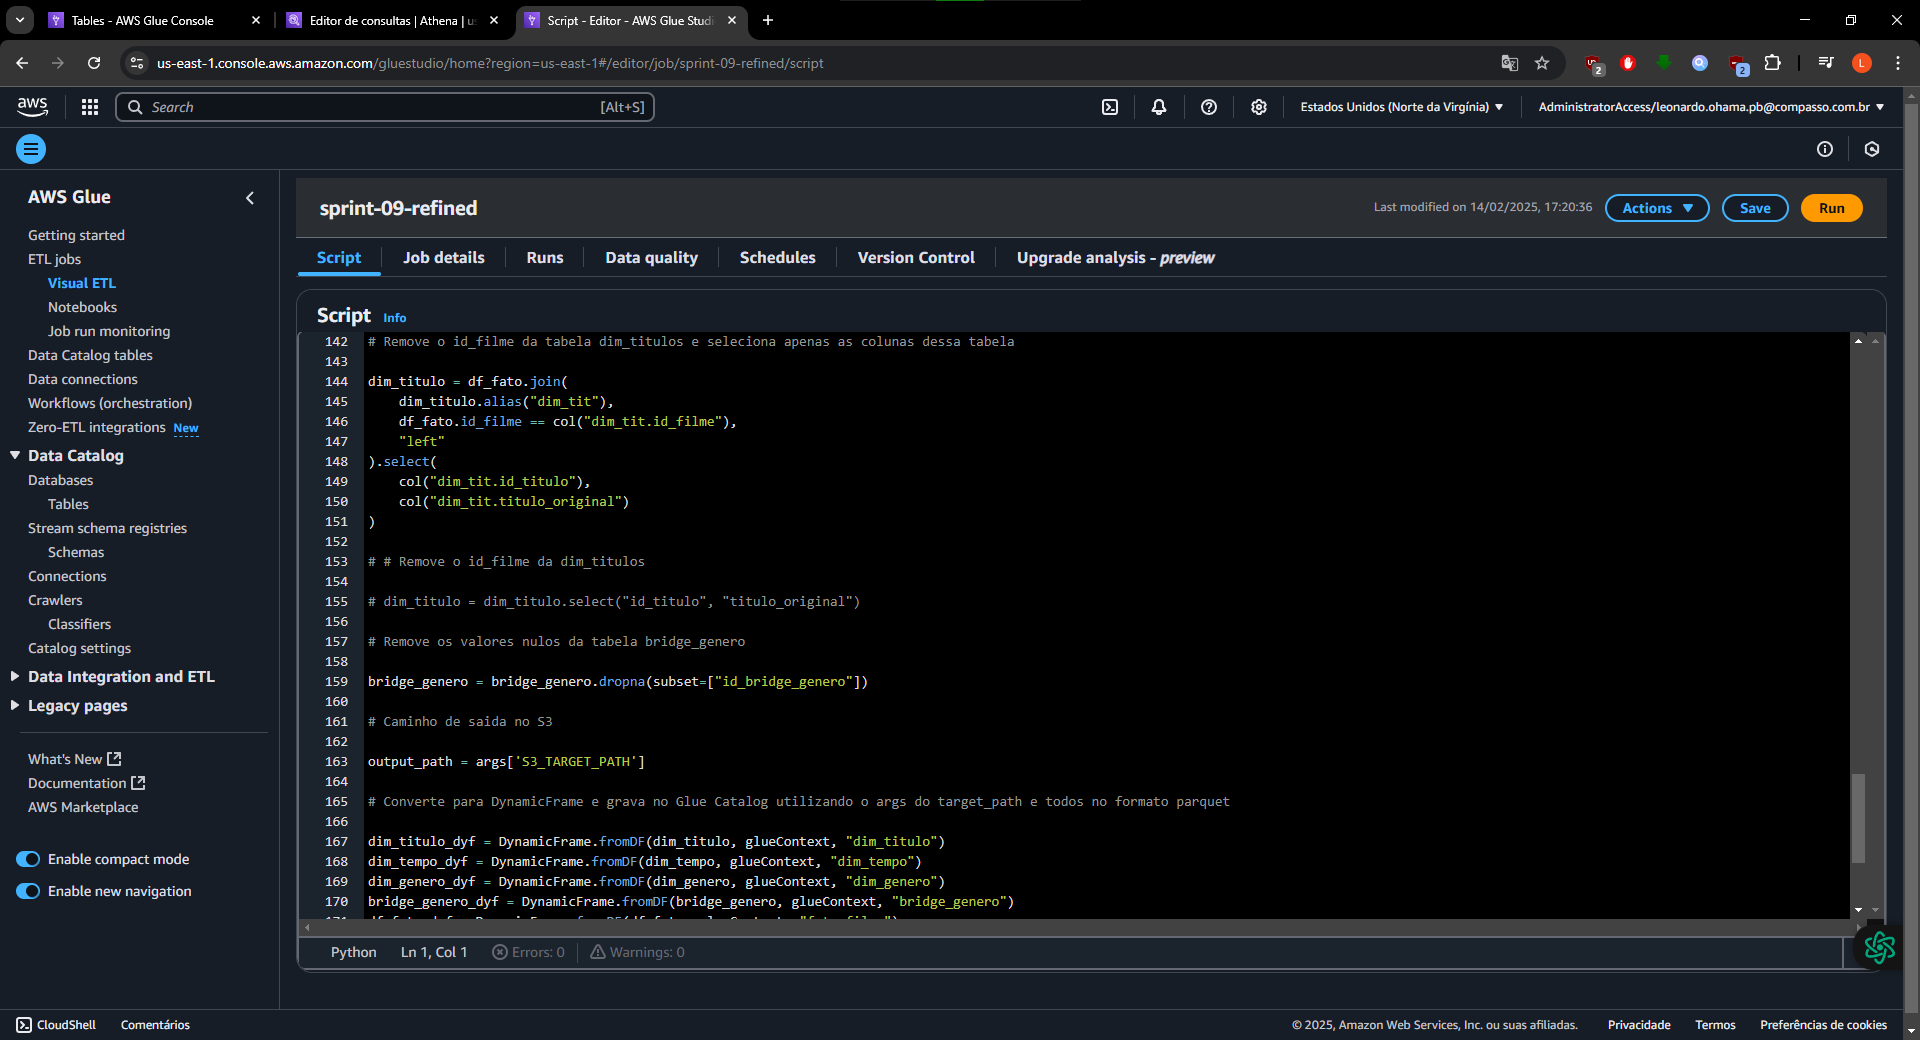 Tables - AWS Glue Console
Editor de consultas | Athena | us
Script - Editor - AWS Glue Studi
us-east-1.console.aws.amazon.com/gluestudio/home?region=us-east-1#/editor/job/sprint-09-refined/script
2
2
L
aws
Search
[Alt+S]
Estados Unidos (Norte da Virgínia)
AdministratorAccess/leonardo.ohama.pb@compasso.com.br
AWS Glue
Getting started
ETL jobs
Visual ETL
Notebooks
Job run monitoring
Data Catalog tables
Data connections
Workflows (orchestration)
Zero-ETL integrations New
Data Catalog
Databases
Tables
Stream schema registries
Schemas
Connections
Crawlers
Classifiers
Catalog settings
Data Integration and ETL
Legacy pages
What's New
Documentation
AWS Marketplace
Enable compact mode
Enable new navigation
sprint-09-refined
Last modified on 14/02/2025, 17:20:36
Actions
Save
Run
Script
Job details
Runs
Data quality
Schedules
Version Control
Upgrade analysis - preview
Script Info
142 # Remove o id_filme da tabela dim_titulos e seleciona apenas as colunas dessa tabela
143
144 dim_titulo = df_fato.join(
145     dim_titulo.alias("dim_tit"),
146     df_fato.id_filme == col("dim_tit.id_filme"),
147     "left"
148 ).select(
149     col("dim_tit.id_titulo"),
150     col("dim_tit.titulo_original")
151 )
152
153 # # Remove o id_filme da dim_titulos
154
155 # dim_titulo = dim_titulo.select("id_titulo", "titulo_original")
156
157 # Remove os valores nulos da tabela bridge_genero
158
159 bridge_genero = bridge_genero.dropna(subset=["id_bridge_genero"])
160
161 # Caminho de saida no S3
162
163 output_path = args['S3_TARGET_PATH']
164
165 # Converte para DynamicFrame e grava no Glue Catalog utilizando o args do target_path e todos no formato parquet
166
167 dim_titulo_dyf = DynamicFrame.fromDF(dim_titulo, glueContext, "dim_titulo")
168 dim_tempo_dyf = DynamicFrame.fromDF(dim_tempo, glueContext, "dim_tempo")
169 dim_genero_dyf = DynamicFrame.fromDF(dim_genero, glueContext, "dim_genero")
170 bridge_genero_dyf = DynamicFrame.fromDF(bridge_genero, glueContext, "bridge_genero")
Python
Ln 1, Col 1
Errors: 0
Warnings: 0
CloudShell
Comentários
© 2025, Amazon Web Services, Inc. ou suas afiliadas.
Privacidade
Termos
Preferências de cookies